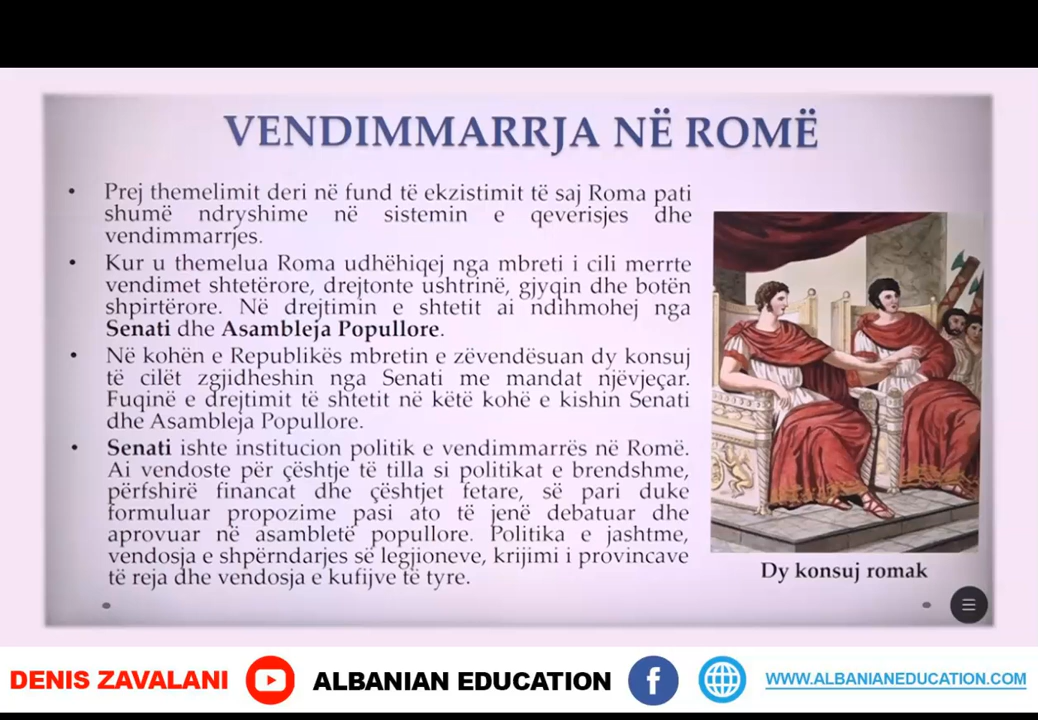 VENDIMMARRJA NË ROMË
• Prej themelimit deri në fund të ekzistimit të saj Roma pati
shumë ndryshime në sistemin e qeverisjes dhe
vendimmarrjes.
• Kur u themelua Roma udhëhiqej nga mbreti i cili merrte
vendimet shtetërore, drejtonte ushtrinë, gjyqin dhe botën
shpirtërore. Në drejtimin e shtetit ai ndihmohej nga
Senati dhe Asambleja Popullore.
• Në kohën e Republikës mbretin e zëvendësuan dy konsuj
të cilët zgjidheshin nga Senati me mandat njëvjeçar.
Fuqinë e drejtimit të shtetit në këtë kohë e kishin Senati
dhe Asambleja Popullore.
• Senati ishte institucion politik e vendimmarrës në Romë.
Ai vendoste për çështje të tilla si politikat e brendshme,
përfshirë financat dhe çështjet fetare, së pari duke
formuluar propozime pasi ato të jenë debatuar dhe
aprovuar në asambletë popullore. Politika e jashtme,
vendosja e shpërndarjes së legjioneve, krijimi i provincave
të reja dhe vendosja e kufijve të tyre.
Dy konsuj romak
DENIS ZAVALANI ALBANIAN EDUCATION f WWW.ALBANIANEDUCATION.COM